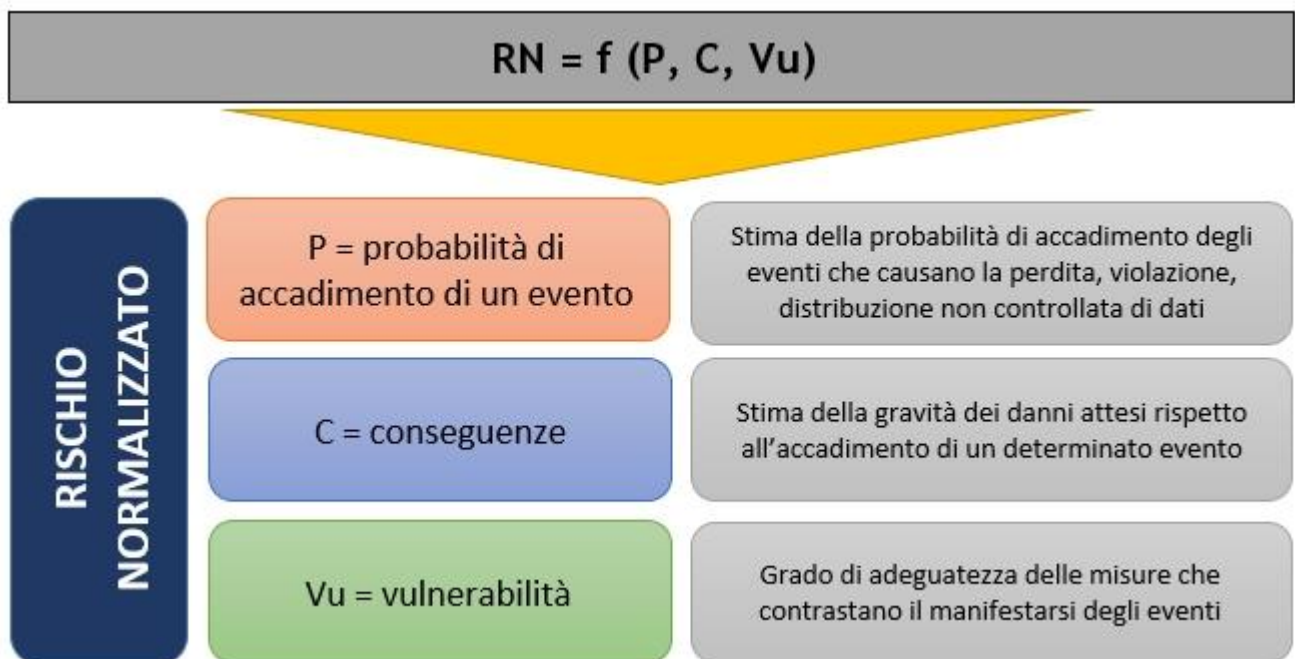 RN = f (P, C, Vu)
RISCHIO
NORMALIZZATO
P = probabilità di
accadimento di un evento
Stima della probabilità di accadimento degli
eventi che causano la perdita, violazione,
distribuzione non controllata di dati
C = conseguenze
Stima della gravità dei danni attesi rispetto
all’accadimento di un determinato evento
Vu = vulnerabilità
Grado di adeguatezza delle misure che
contrastano il manifestarsi degli eventi